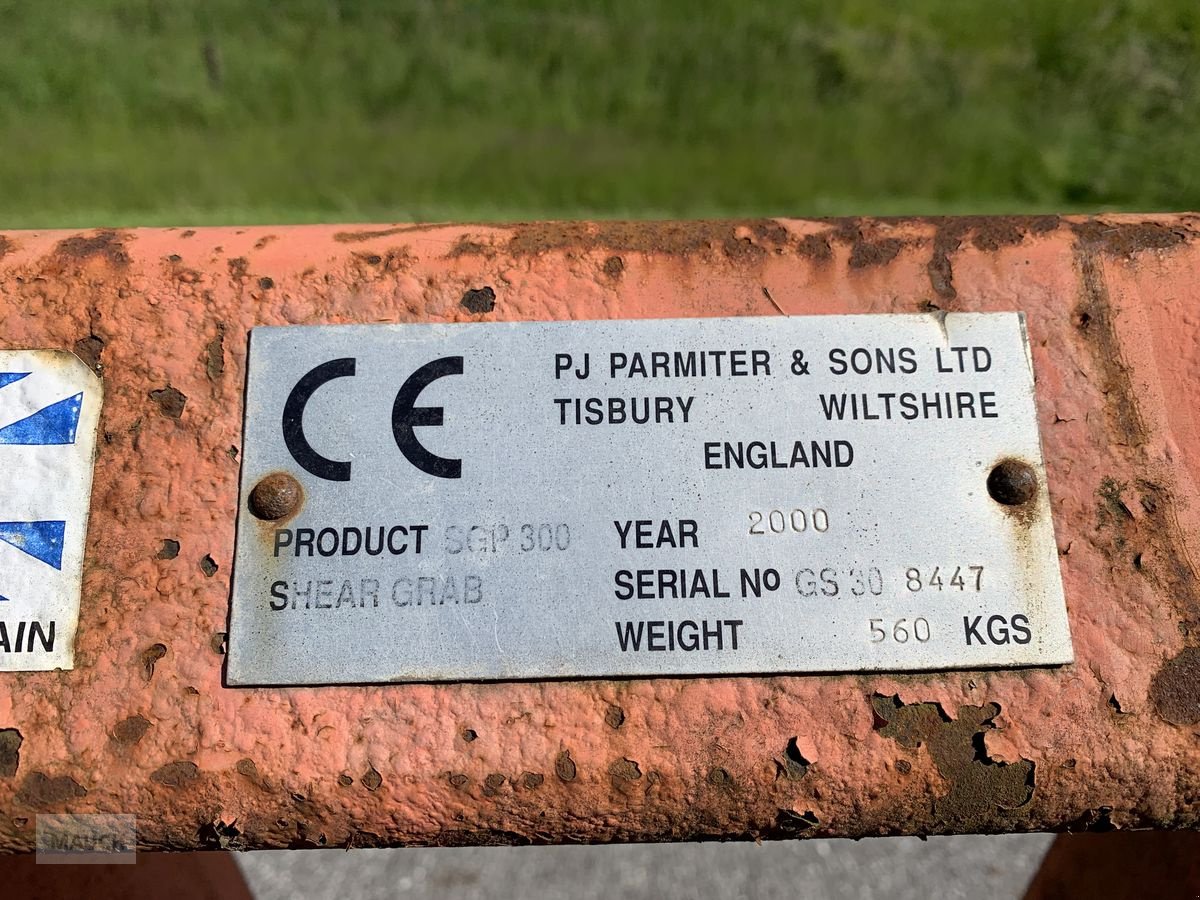 CE
PJ PARMITER & SONS LTD
TISBURY WILTSHIRE
ENGLAND
PRODUCT SGP 300
SHEAR GRAB
YEAR 2000
SERIAL Nº GS 30 8447
WEIGHT 560 KGS
AIN
MAUCH